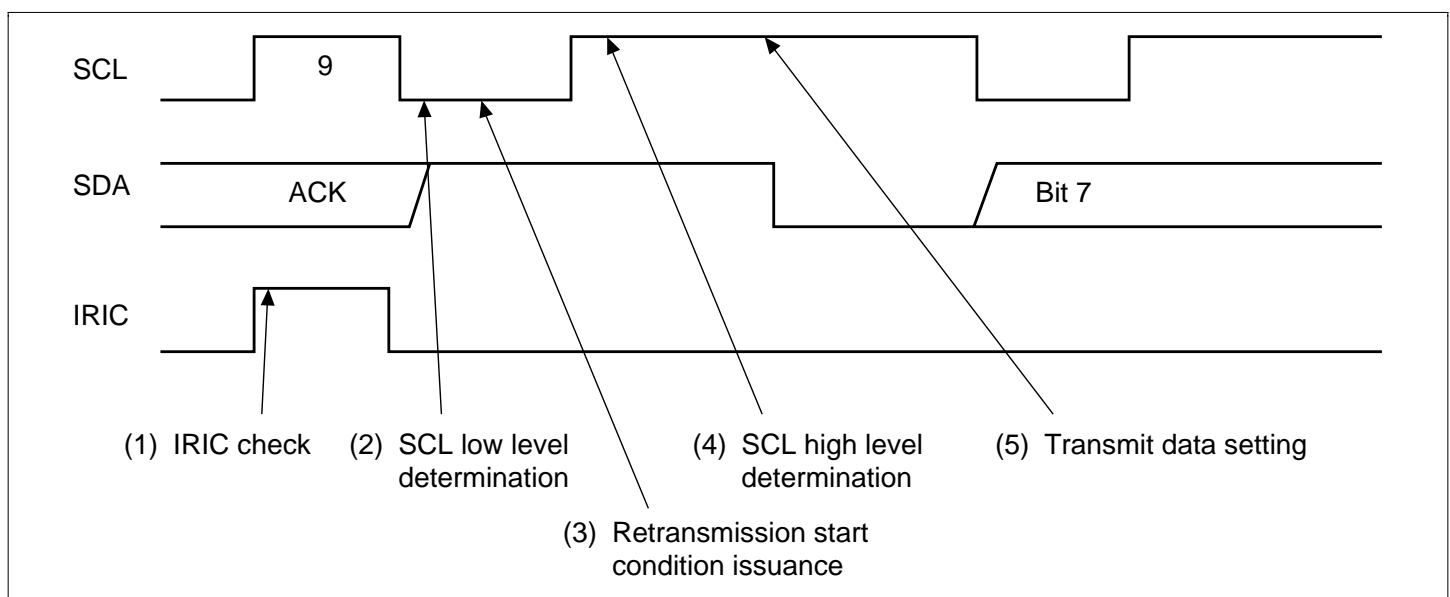 SCL
9
SDA
ACK
Bit 7
IRIC
(1) IRIC check
(2) SCL low level
determination
(4) SCL high level
determination
(5) Transmit data setting
(3) Retransmission start
condition issuance